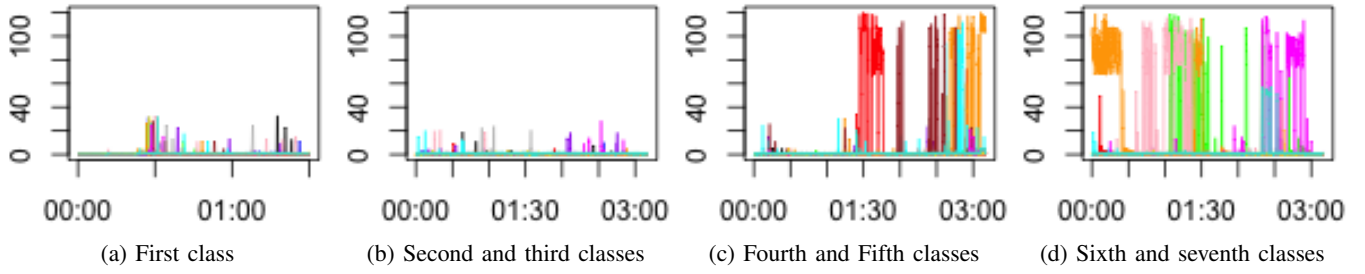 100
40
0
00:00 01:00
(a) First class
100
40
0
00:00 01:30 03:00
(b) Second and third classes
100
40
0
00:00 01:30 03:00
(c) Fourth and Fifth classes
100
40
0
00:00 01:30 03:00
(d) Sixth and seventh classes